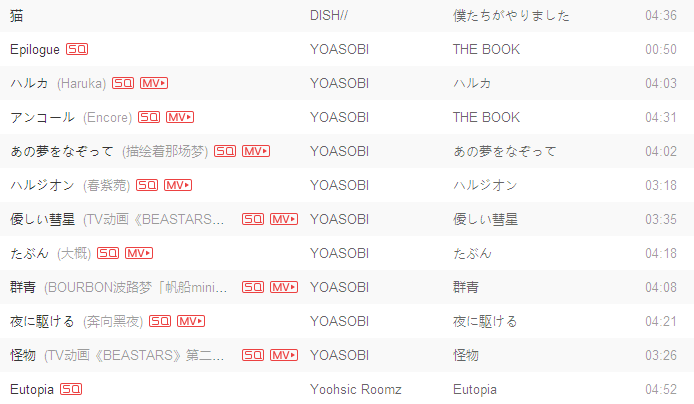 猫 DISH// 僕たちがやりました 04:36
Epilogue SQ YOASOBI THE BOOK 00:50
ハルカ (Haruka) SQ MV YOASOBI ハルカ 04:03
アンコール (Encore) SQ MV YOASOBI THE BOOK 04:31
あの夢をなぞって (描绘着那场梦) SQ MV YOASOBI あの夢をなぞって 04:02
ハルジオン (春紫菀) SQ MV YOASOBI ハルジオン 03:18
優しい彗星 (TV动画《BEASTARS... SQ MV YOASOBI 優しい彗星 03:35
たぶん (大概) SQ MV YOASOBI たぶん 04:18
群青 (BOURBON波路梦「帆船mini... SQ MV YOASOBI 群青 04:08
夜に駆ける (奔向黑夜) SQ MV YOASOBI 夜に駆ける 04:21
怪物 (TV动画《BEASTARS》第二... SQ MV YOASOBI 怪物 03:26
Eutopia SQ Yoohsic Roomz Eutopia 04:52